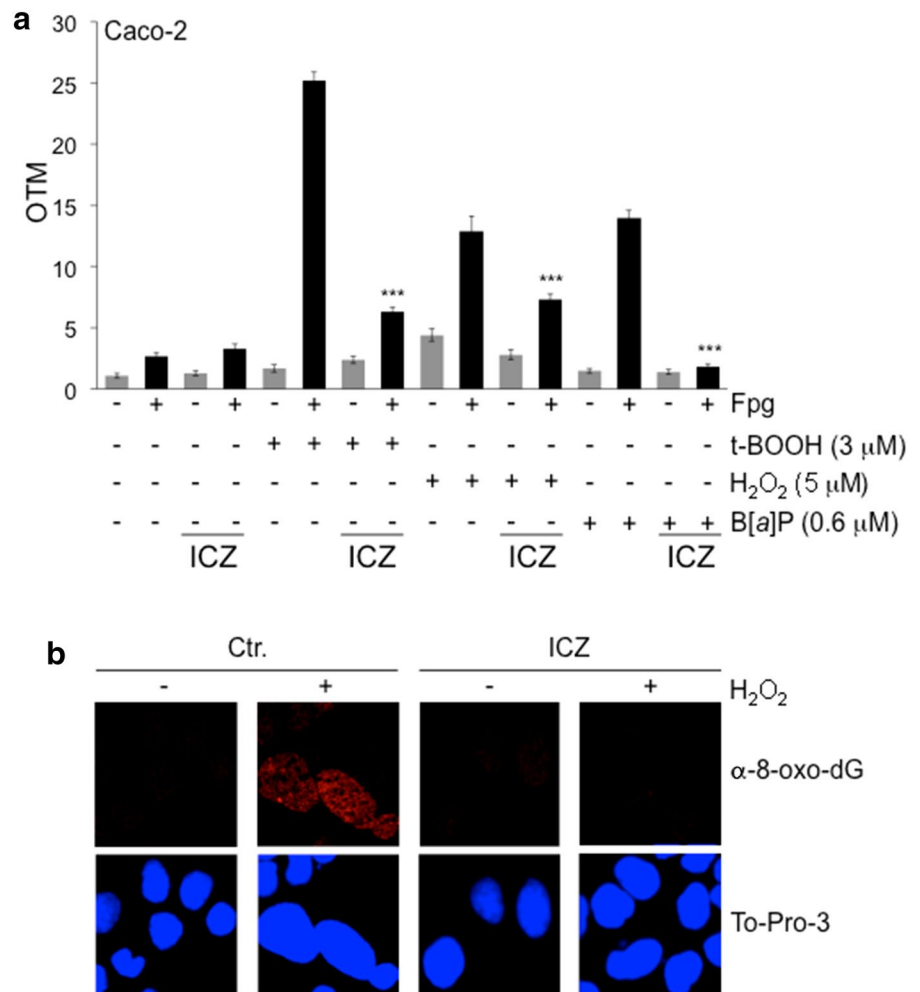 a
Caco-2
OTM
30
25
20
15
10
5
0
***
***
***
- + - + - + - + - + - + - + - + Fpg
- - - - + + + + - - - - - - - - t-BOOH (3 μM)
- - - - - - - - + + + + - - - - H₂O₂ (5 μM)
- - - - - - - - - - - - + + + + B[a]P (0.6 μM)
ICZ ICZ ICZ ICZ
b
Ctr. ICZ
- + - + H₂O₂
α-8-oxo-dG
To-Pro-3